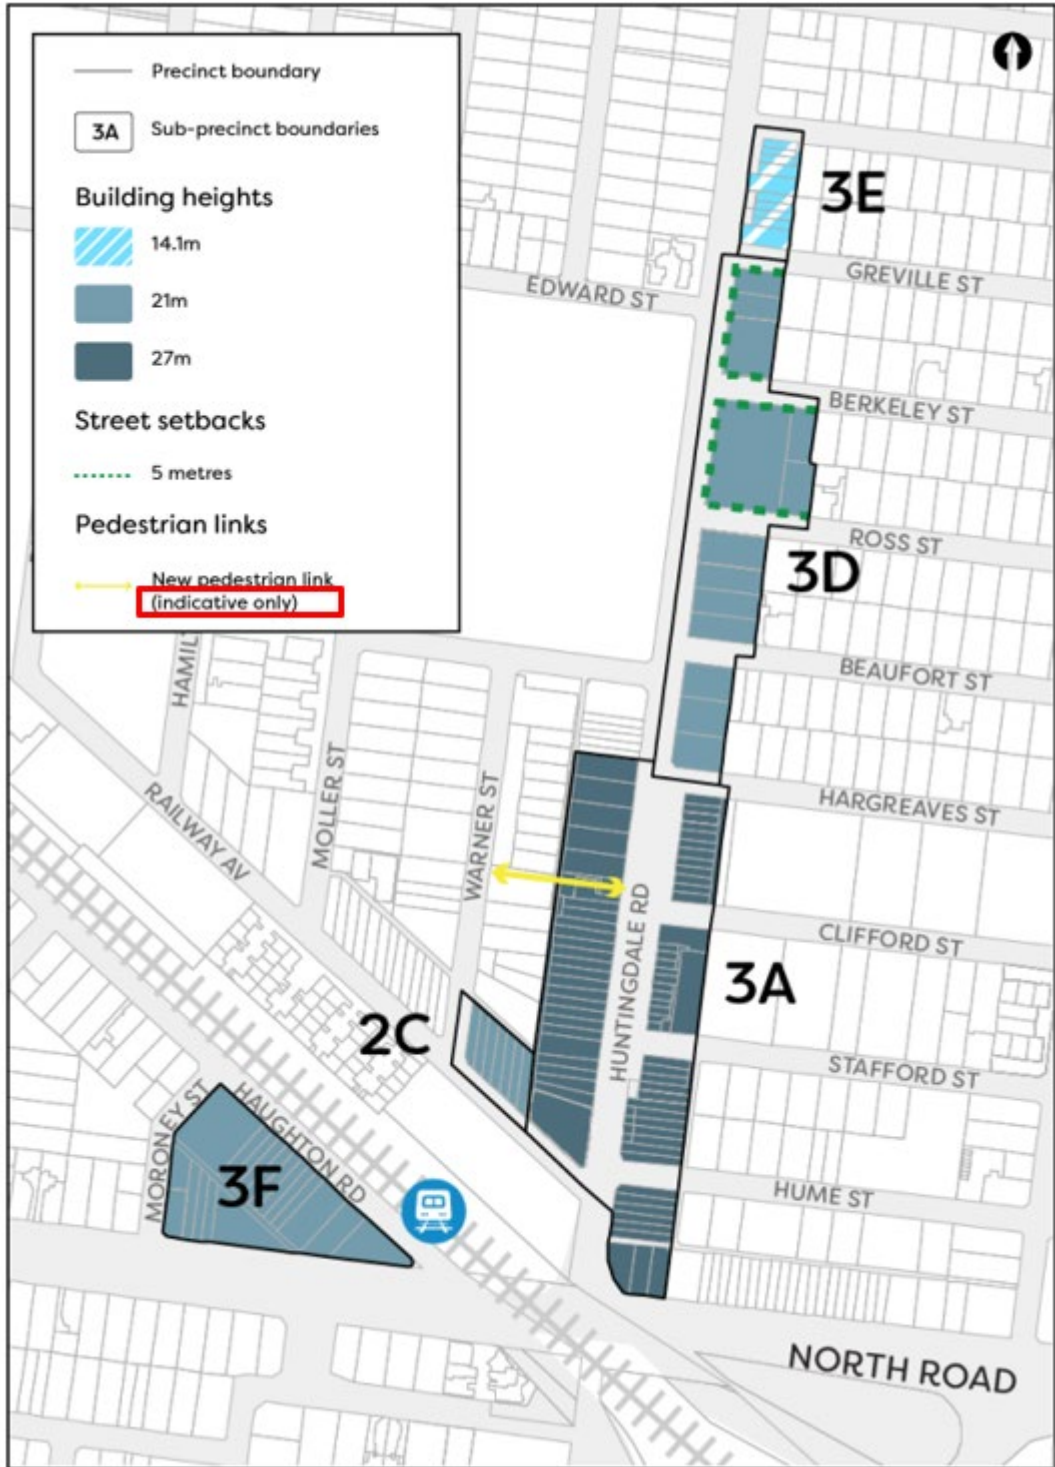 Precinct boundary
3A Sub-precinct boundaries
Building heights
14.1m
21m
27m
Street setbacks
5 metres
Pedestrian links
New pedestrian link
(indicative only)
3E
GREVILLE ST
EDWARD ST
BERKELEY ST
ROSS ST
3D
BEAUFORT ST
HARGREAVES ST
RAILWAY AV
MOLLER ST
WARNER ST
HUNTINGDALE RD
CLIFFORD ST
3A
2C
STAFFORD ST
MORONEY ST
HAUGHTON RD
3F
HUME ST
NORTH ROAD